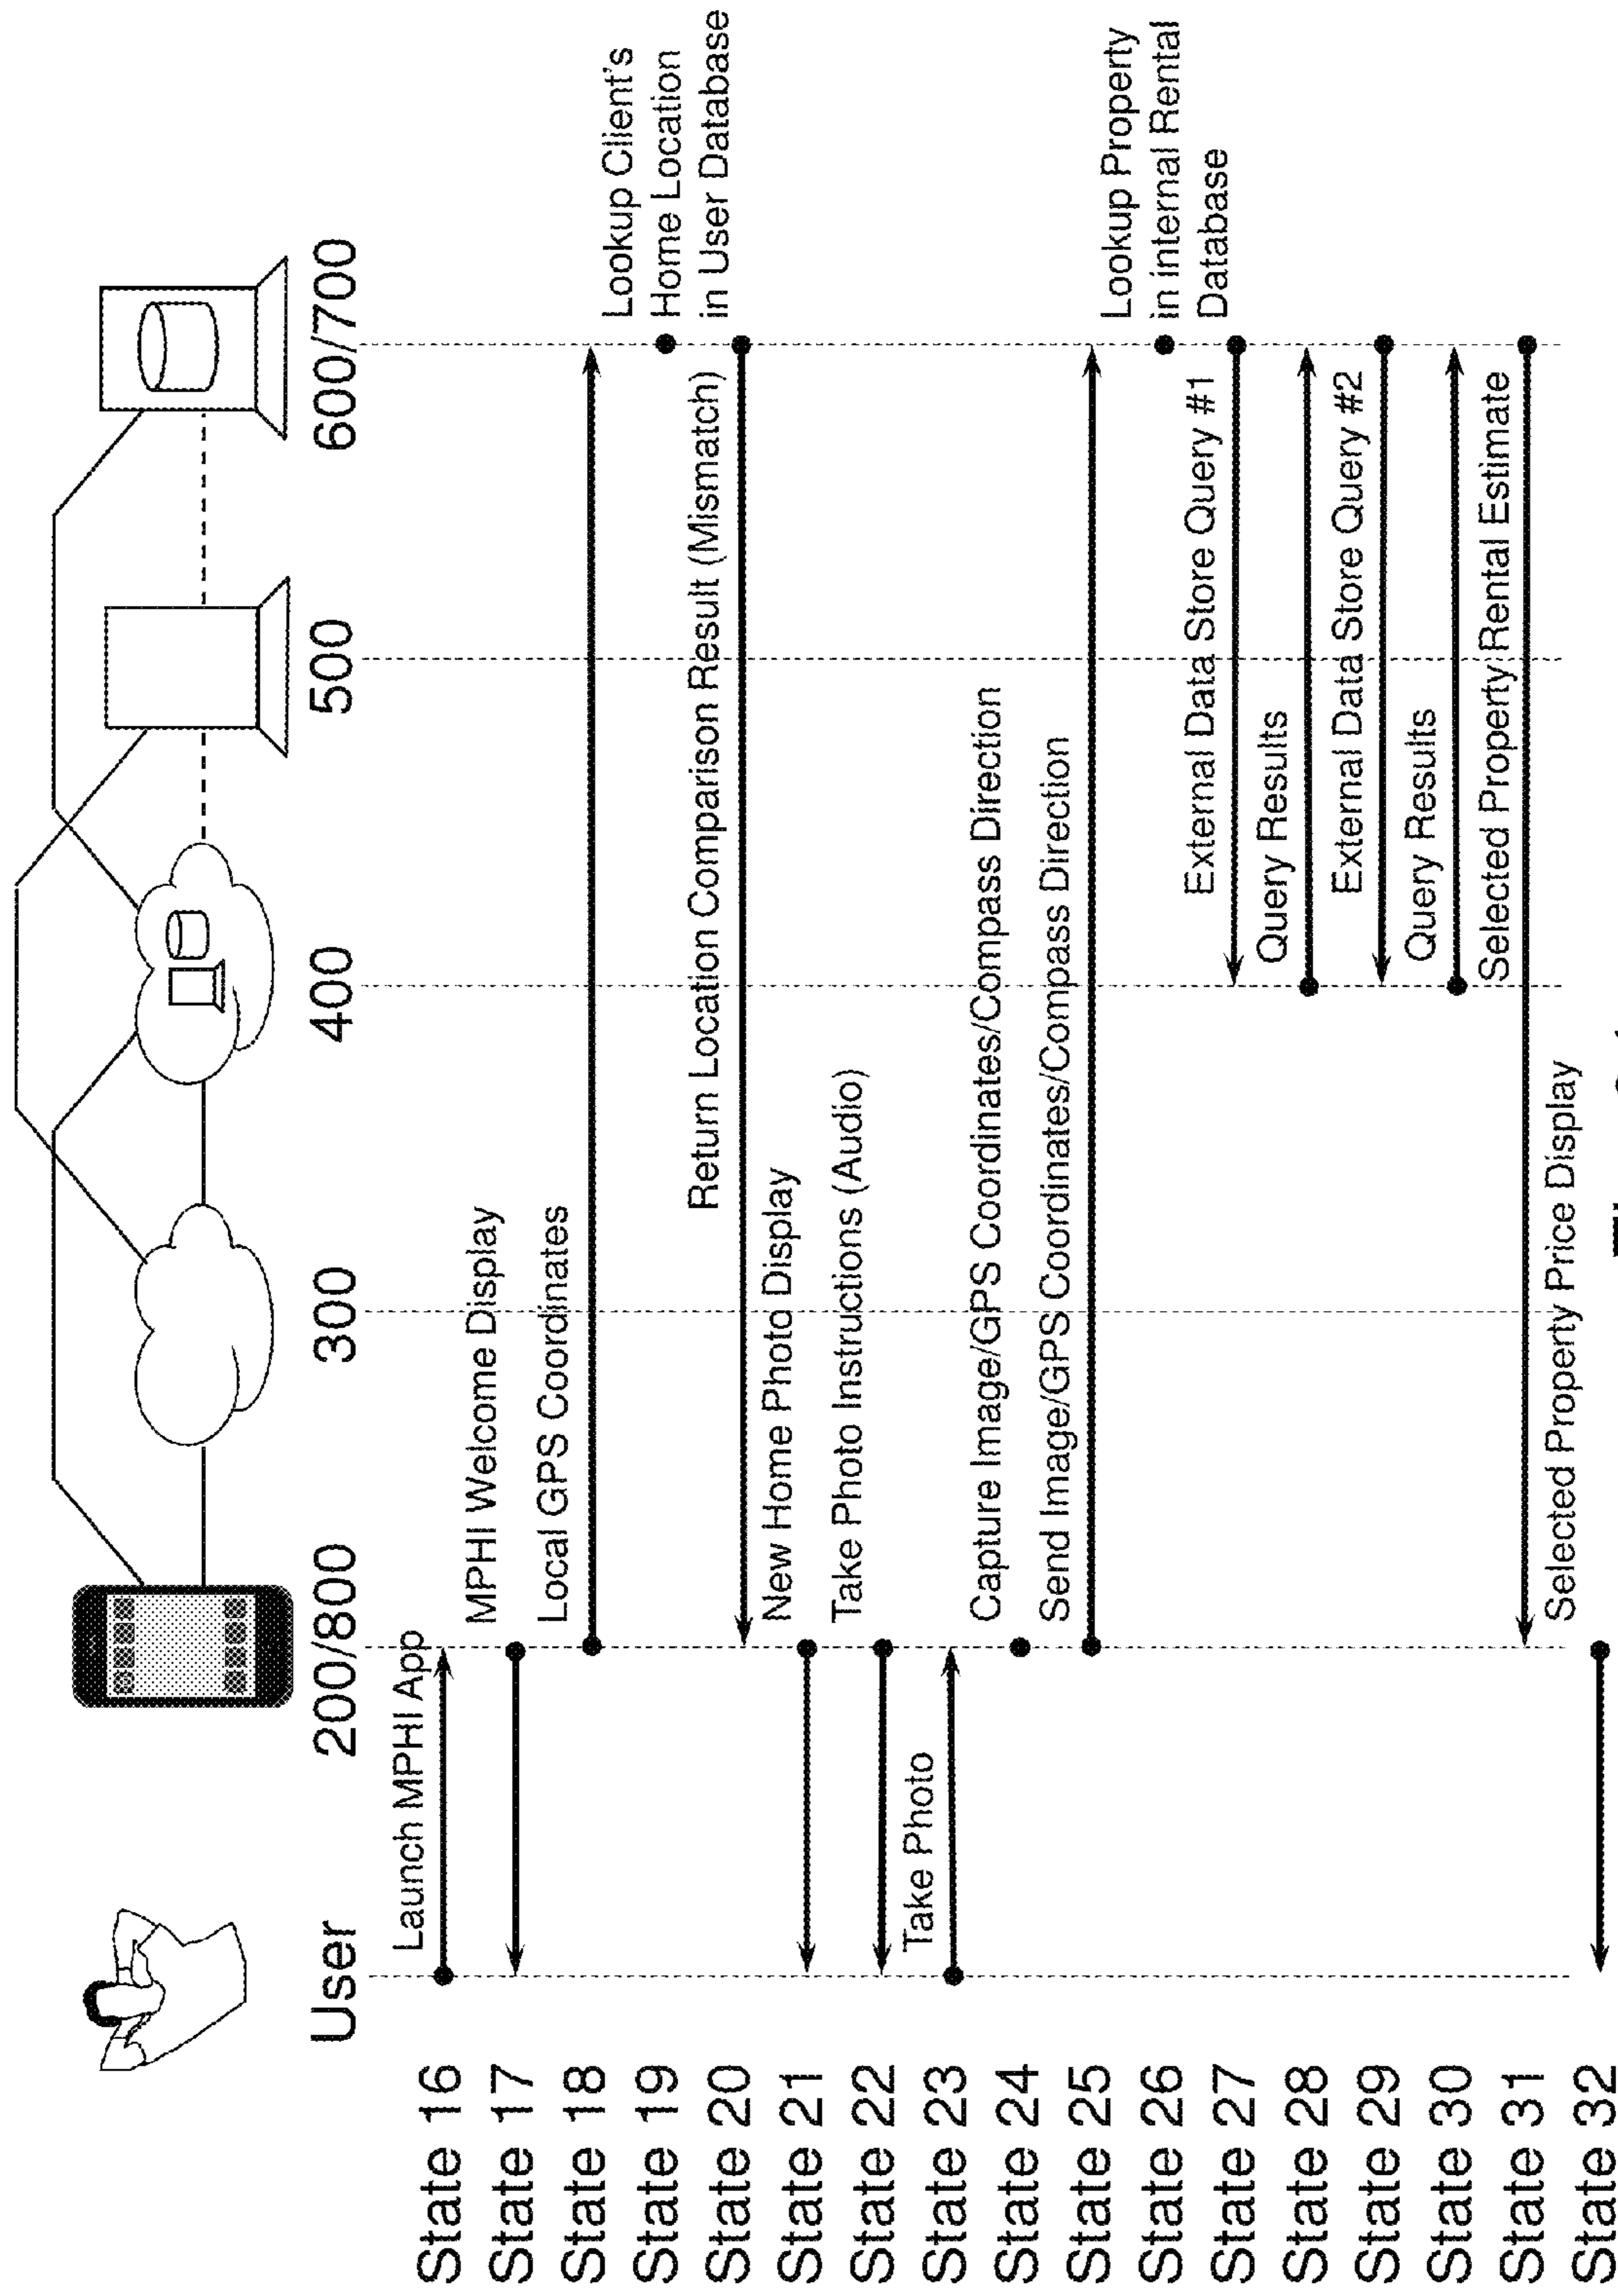 User
200/800
300
400
500
600/700
State 16
Launch MPHI App
State 17
MPHI Welcome Display
State 18
Local GPS Coordinates
State 19
Lookup Client's
Home Location
in User Database
State 20
Return Location Comparison Result (Mismatch)
State 21
New Home Photo Display
State 22
Take Photo Instructions (Audio)
State 23
Take Photo
State 24
Capture Image/GPS Coordinates/Compass Direction
State 25
Send Image/GPS Coordinates/Compass Direction
State 26
Lookup Property
in internal Rental
Database
State 27
External Data Store Query #1
State 28
Query Results
State 29
External Data Store Query #2
State 30
Query Results
State 31
Selected Property Rental Estimate
State 32
Selected Property Price Display